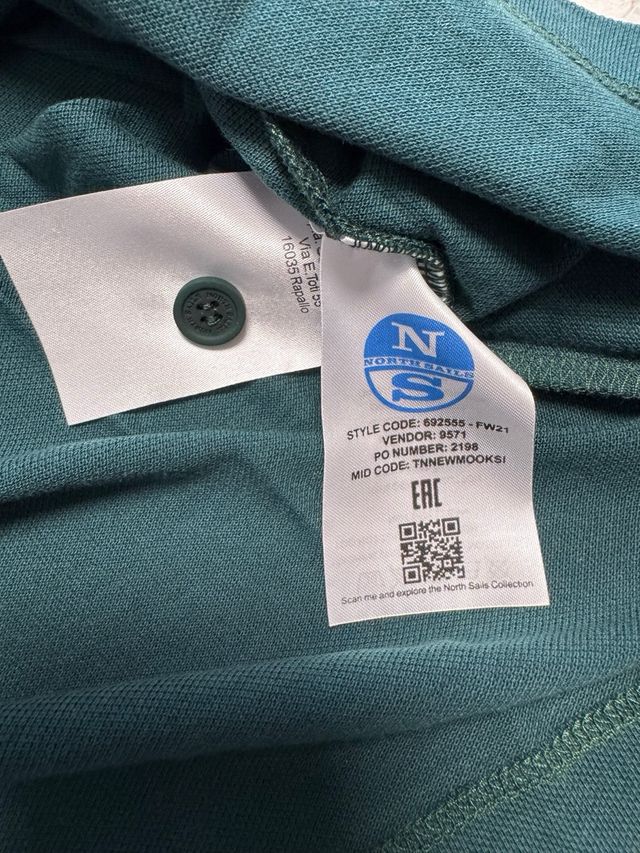 Via E.Toti 55
16035 Rapallo
N
NORTH SAILS
S
STYLE CODE: 692555 - FW21
VENDOR: 9571
PO NUMBER: 2198
MID CODE: TNNEWMOOKSI
EAC
Scan me and explore the North Sails Collection